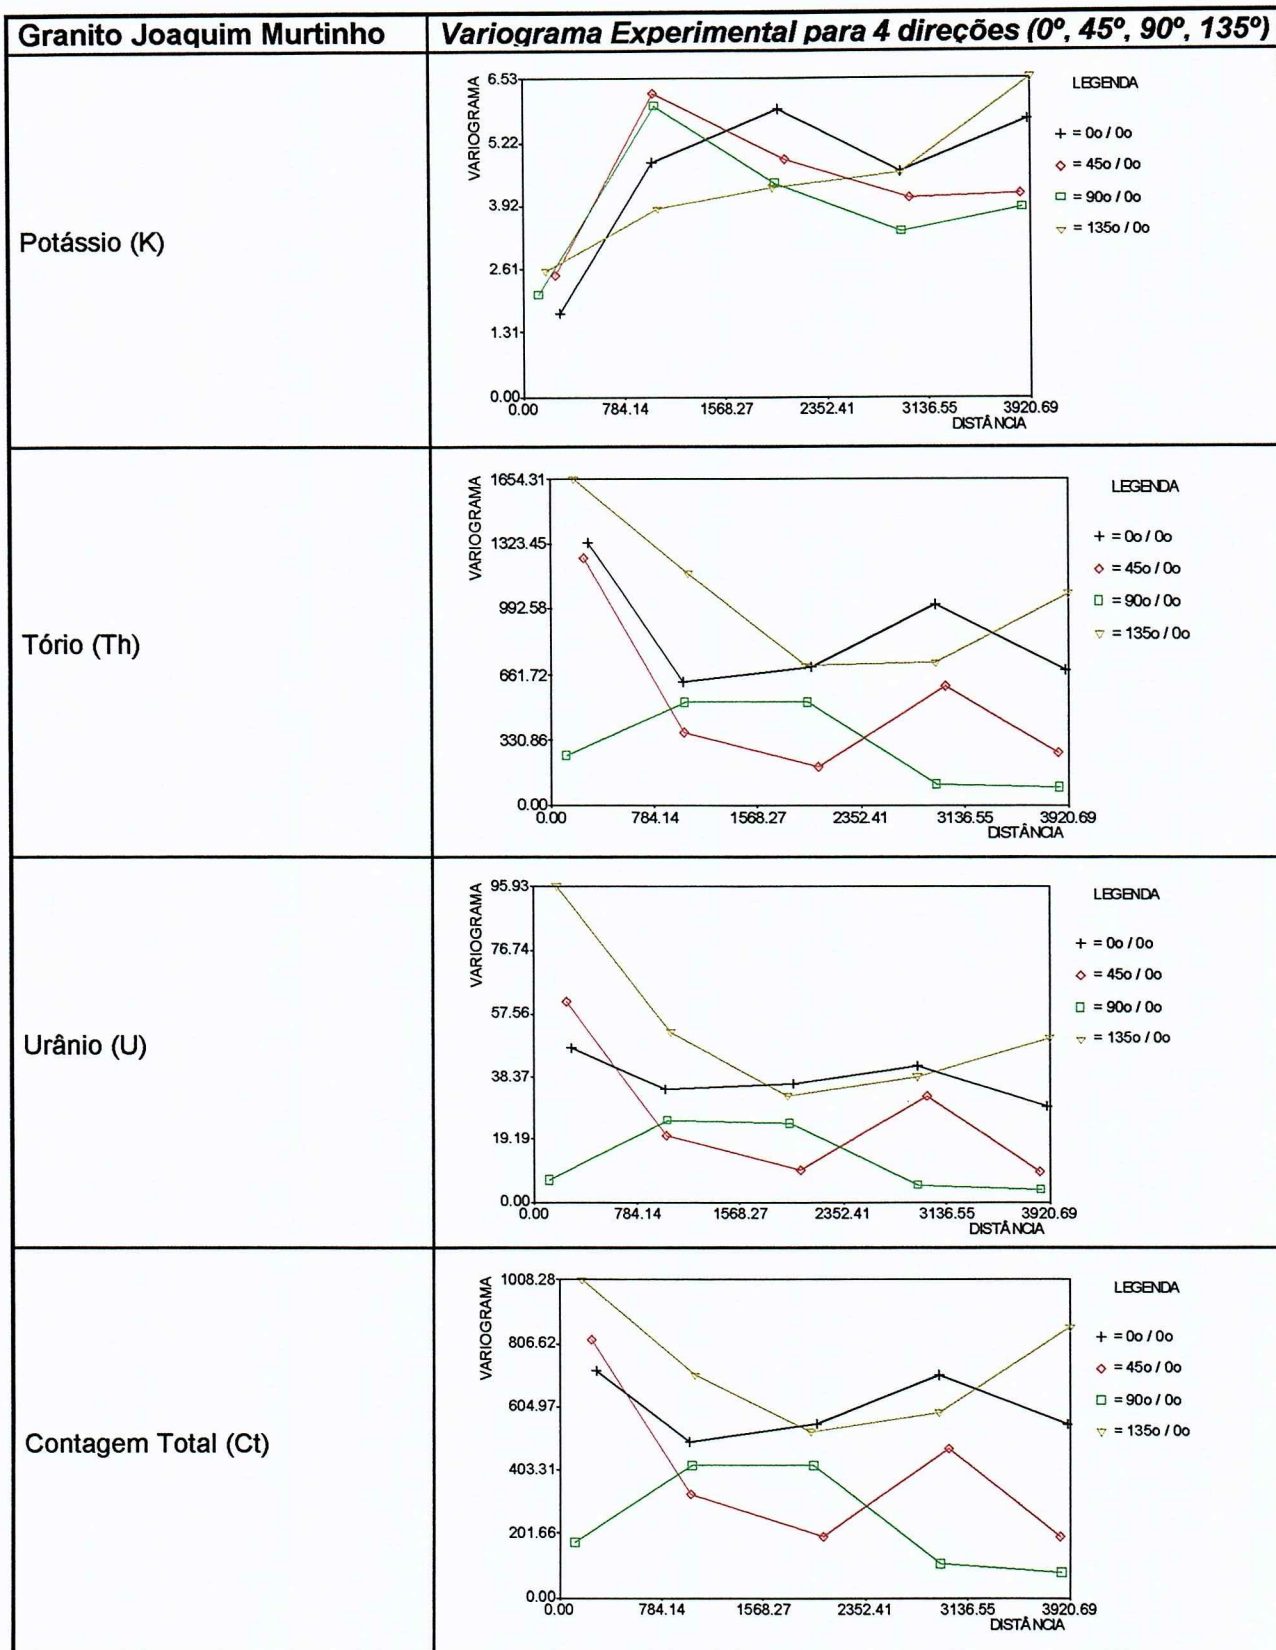 Granito Joaquim Murtinho
Variograma Experimental para 4 direções (0º, 45º, 90º, 135º)
Potássio (K)
VARIOGRAMA
6.53
5.22
3.92
2.61
1.31
0.00
0.00 784.14 1568.27 2352.41 3136.55 3920.69
DISTÂNCIA
LEGENDA
+ = 0o / 0o
◇ = 45o / 0o
□ = 90o / 0o
▽ = 135o / 0o
Tório (Th)
VARIOGRAMA
1654.31
1323.45
992.58
661.72
330.86
0.00
0.00 784.14 1568.27 2352.41 3136.55 3920.69
DISTÂNCIA
LEGENDA
+ = 0o / 0o
◇ = 45o / 0o
□ = 90o / 0o
▽ = 135o / 0o
Urânio (U)
VARIOGRAMA
95.93
76.74
57.56
38.37
19.19
0.00
0.00 784.14 1568.27 2352.41 3136.55 3920.69
DISTÂNCIA
LEGENDA
+ = 0o / 0o
◇ = 45o / 0o
□ = 90o / 0o
▽ = 135o / 0o
Contagem Total (Ct)
VARIOGRAMA
1008.28
806.62
604.97
403.31
201.66
0.00
0.00 784.14 1568.27 2352.41 3136.55 3920.69
DISTÂNCIA
LEGENDA
+ = 0o / 0o
◇ = 45o / 0o
□ = 90o / 0o
▽ = 135o / 0o